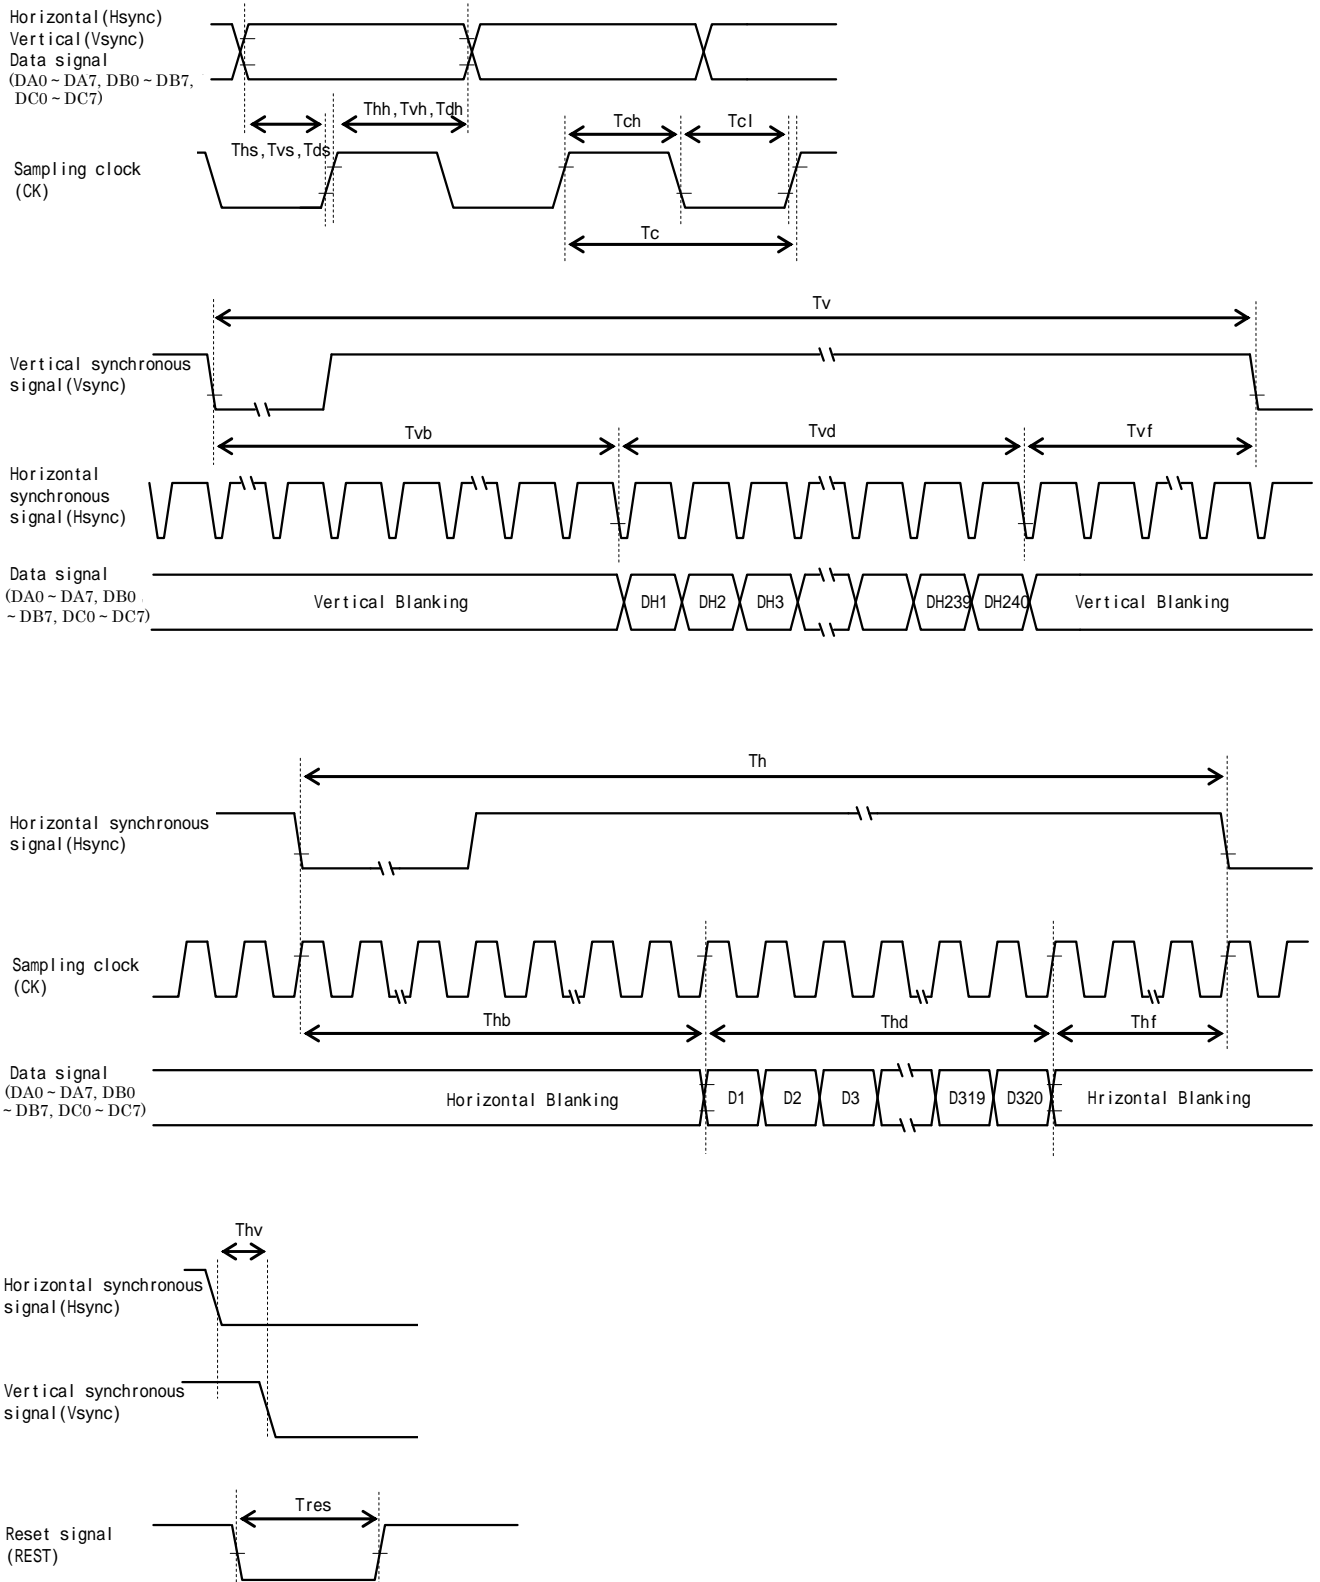 Horizontal(Hsync)
Vertical(Vsync)
Data signal
(DA0 ~ DA7, DB0 ~ DB7,
DC0 ~ DC7)
Thh,Tvh,Tdh
Ths,Tvs,Tds
Tch
Tcl
Sampling clock
(CK)
Tc
Tv
Vertical synchronous
signal(Vsync)
Tvb
Tvd
Tvf
Horizontal
synchronous
signal(Hsync)
Data signal
(DA0 ~ DA7, DB0
~ DB7, DC0 ~ DC7)
Vertical Blanking
DH1
DH2
DH3
DH239
DH240
Vertical Blanking
Th
Horizontal synchronous
signal(Hsync)
Sampling clock
(CK)
Thb
Thd
Thf
Data signal
(DA0 ~ DA7, DB0
~ DB7, DC0 ~ DC7)
Horizontal Blanking
D1
D2
D3
D319
D320
Hrizontal Blanking
Thv
Horizontal synchronous
signal(Hsync)
Vertical synchronous
signal(Vsync)
Tres
Reset signal
(REST)